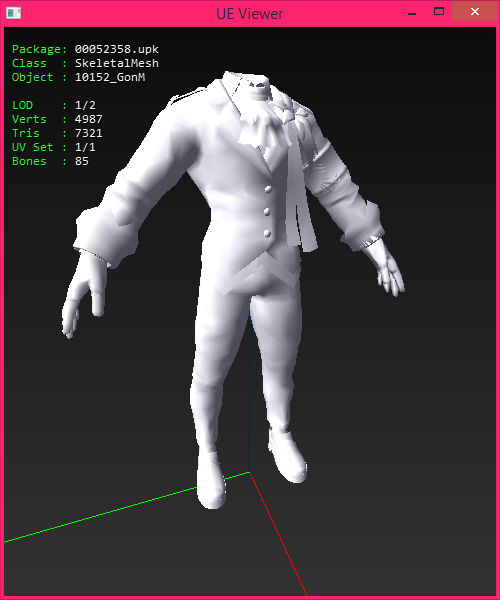 UE Viewer
Package: 00052358.upk
Class  : SkeletalMesh
Object : 10152_GonM
LOD    : 1/2
Verts  : 4987
Tris   : 7321
UV Set : 1/1
Bones  : 85